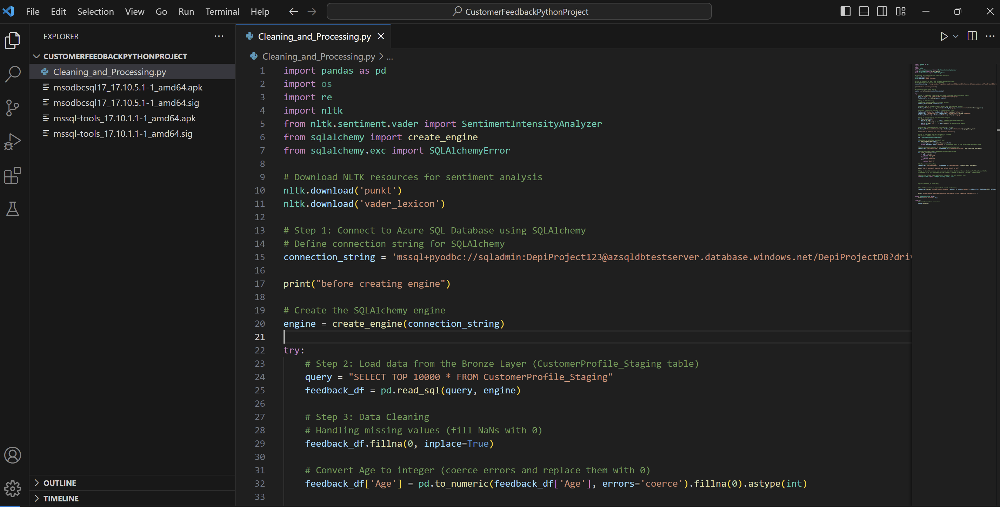 File Edit Selection View Go Run Terminal Help
CustomerFeedbackPythonProject
EXPLORER
CUSTOMERFEEDBACKPYTHONPROJECT
Cleaning_and_Processing.py
msodbcsql17_17.10.5.1-1_amd64.apk
msodbcsql17_17.10.5.1-1_amd64.sig
mssql-tools_17.10.1.1-1_amd64.apk
mssql-tools_17.10.1.1-1_amd64.sig
OUTLINE
TIMELINE
Cleaning_and_Processing.py
Cleaning_and_Processing.py > ...
1 import pandas as pd
2 import os
3 import re
4 import nltk
5 from nltk.sentiment.vader import SentimentIntensityAnalyzer
6 from sqlalchemy import create_engine
7 from sqlalchemy.exc import SQLAlchemyError
8
9 # Download NLTK resources for sentiment analysis
10 nltk.download('punkt')
11 nltk.download('vader_lexicon')
12
13 # Step 1: Connect to Azure SQL Database using SQLAlchemy
14 # Define connection string for SQLAlchemy
15 connection_string = 'mssql+pyodbc://sqladmin:DepiProject123@azsqldbtestserver.database.windows.net/DepiProjectDB?driv
16
17 print("before creating engine")
18
19 # Create the SQLAlchemy engine
20 engine = create_engine(connection_string)
21
22 try:
23     # Step 2: Load data from the Bronze Layer (CustomerProfile_Staging table)
24     query = "SELECT TOP 10000 * FROM CustomerProfile_Staging"
25     feedback_df = pd.read_sql(query, engine)
26
27     # Step 3: Data Cleaning
28     # Handling missing values (fill NaNs with 0)
29     feedback_df.fillna(0, inplace=True)
30
31     # Convert Age to integer (coerce errors and replace them with 0)
32     feedback_df['Age'] = pd.to_numeric(feedback_df['Age'], errors='coerce').fillna(0).astype(int)
33